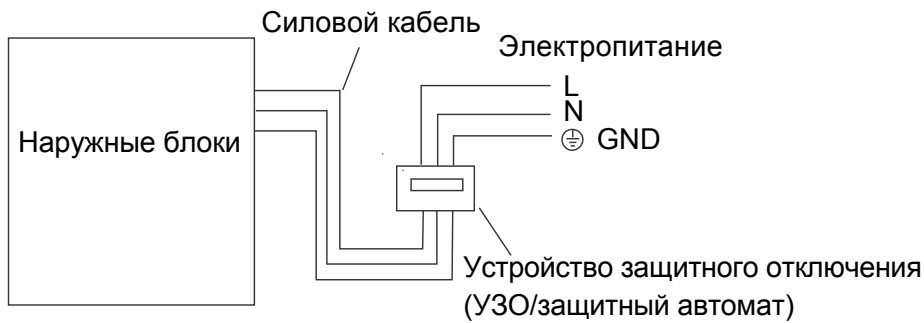 Силовой кабель
Электропитание
L
N
GND
Наружные блоки
Устройство защитного отключения
(УЗО/защитный автомат)